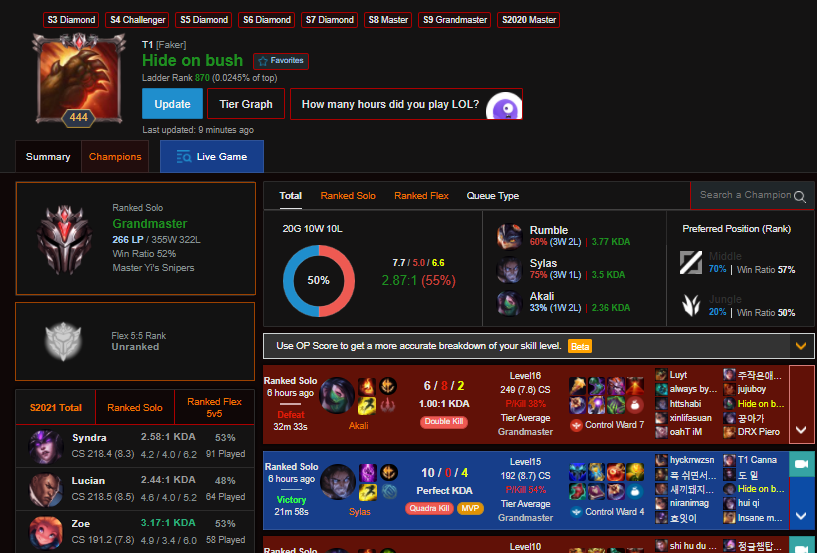 S3 Diamond S4 Challenger S5 Diamond S6 Diamond S7 Diamond S8 Master S9 Grandmaster S2020 Master
T1 [Faker]
Hide on bush Favorites
Ladder Rank 870 (0.0245% of top)
Update Tier Graph How many hours did you play LOL?
444
Last updated: 9 minutes ago
Summary Champions Live Game
Ranked Solo
Grandmaster
266 LP / 355W 322L
Win Ratio 52%
Master Yi's Snipers
Flex 5:5 Rank
Unranked
S2021 Total Ranked Solo Ranked Flex 5v5
Syndra 2.58:1 KDA 53%
CS 218.4 (8.3) 4.2 / 4.0 / 6.2 91 Played
Lucian 2.44:1 KDA 48%
CS 218.5 (8.5) 4.6 / 4.0 / 5.2 64 Played
Zoe 3.17:1 KDA 53%
CS 191.2 (7.8) 4.9 / 3.4 / 6.0 58 Played
Total Ranked Solo Ranked Flex Queue Type Search a Champion
20G 10W 10L
50%
7.7 / 5.0 / 6.6
2.87:1 (55%)
Rumble
60% (3W 2L) | 3.77 KDA
Sylas
75% (3W 1L) | 3.5 KDA
Akali
33% (1W 2L) | 2.36 KDA
Preferred Position (Rank)
Middle
70% | Win Ratio 57%
Jungle
20% | Win Ratio 50%
Use OP Score to get a more accurate breakdown of your skill level. Beta
Ranked Solo
6 hours ago
Defeat
32m 33s
Akali
6 / 8 / 2
1.00:1 KDA
Double Kill
Level16
249 (7.6) CS
P/Kill 38%
Tier Average
Grandmaster
Control Ward 7
Luyt
always by...
httshabi
xinlifasuan
oahT iM
주작은애...
jujuboy
Hide on b...
꿍아가
DRX Piero
Ranked Solo
6 hours ago
Victory
21m 58s
Sylas
10 / 0 / 4
Perfect KDA
Quadra Kill MVP
Level15
192 (8.7) CS
P/Kill 54%
Tier Average
Grandmaster
Control Ward 4
hyckrrwzsn
폭 쉬면서...
새끼돼지...
niranimag
효잋이
T1 Canna
도 일
Hide on b...
hui qi
Insane m...
Ranked Solo
Level10
shi hu du ...
정글챔탑...